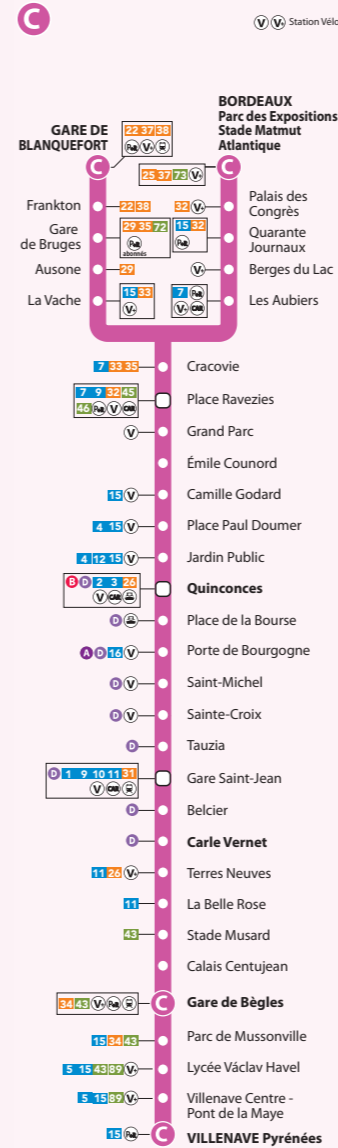 C
V V+ Station Vélo
22 37 38
P+R V+
GARE DE
BLANQUEFORT
C
BORDEAUX
Parc des Expositions
Stade Matmut
Atlantique
25 37 73 V+
C
Frankton
22 38
32 V+
Palais des
Congrès
Gare
de Bruges
29 35 72
P+R
abonnés
15 32
P+R
Quarante
Journaux
Ausone
29
V+
Berges du Lac
La Vache
15 33
V+
7 P+R
V+ CAR
Les Aubiers
7 33 35
Cracovie
7 9 32 45
46 P+R V CAR
Place Ravezies
V
Grand Parc
Émile Counord
15 V
Camille Godard
4 15 V
Place Paul Doumer
4 12 15 V
Jardin Public
B D 2 3 26
V CAR
Quinconces
D
Place de la Bourse
A D 16 V
Porte de Bourgogne
D V
Saint-Michel
D V
Sainte-Croix
D
Tauzia
D 1 9 10 11 31
V CAR
Gare Saint-Jean
D
Belcier
D
Carle Vernet
11 26 V+
Terres Neuves
11
La Belle Rose
43
Stade Musard
Calais Centujean
34 43 V+ P+R
C
Gare de Bègles
15 34 43
Parc de Mussonville
5 15 43 89 V+
Lycée Václav Havel
5 15 89 V+
Villenave Centre -
Pont de la Maye
15 P+R
C
VILLENAVE Pyrénées